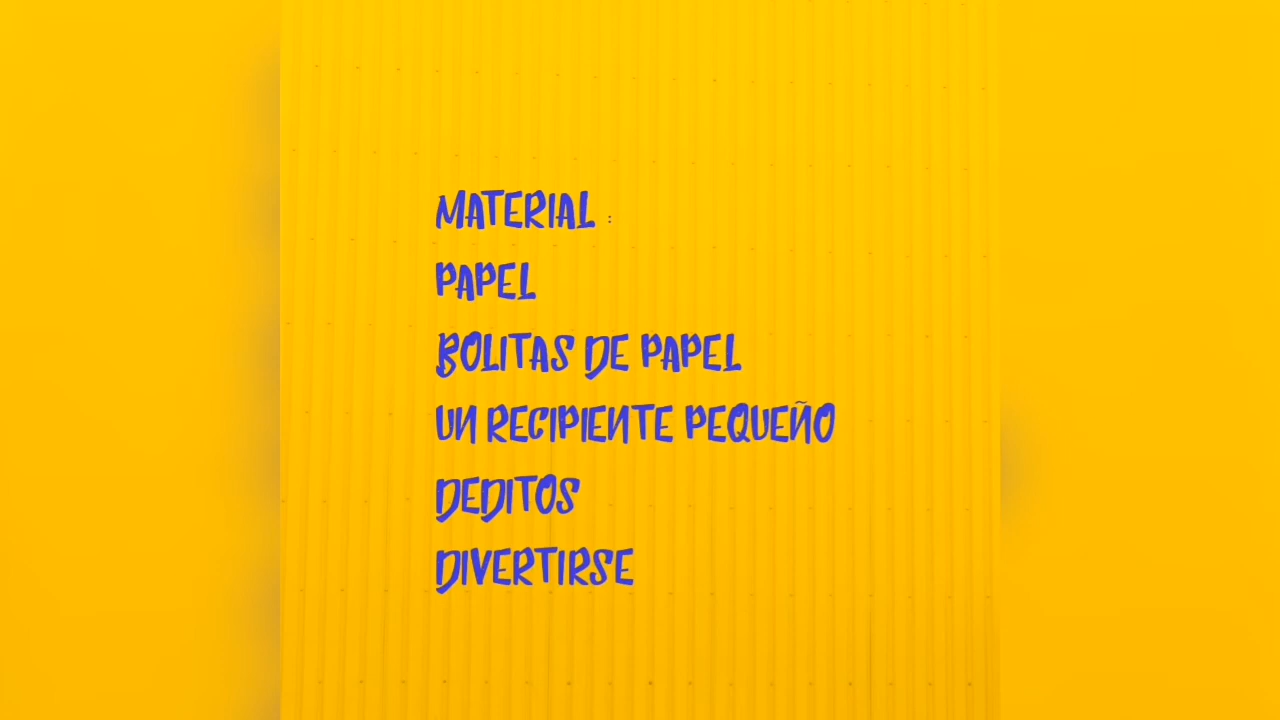 MATERIAL :
PAPEL
BOLITAS DE PAPEL
UN RECIPIENTE PEQUEÑO
DEDITOS
DIVERTIRSE